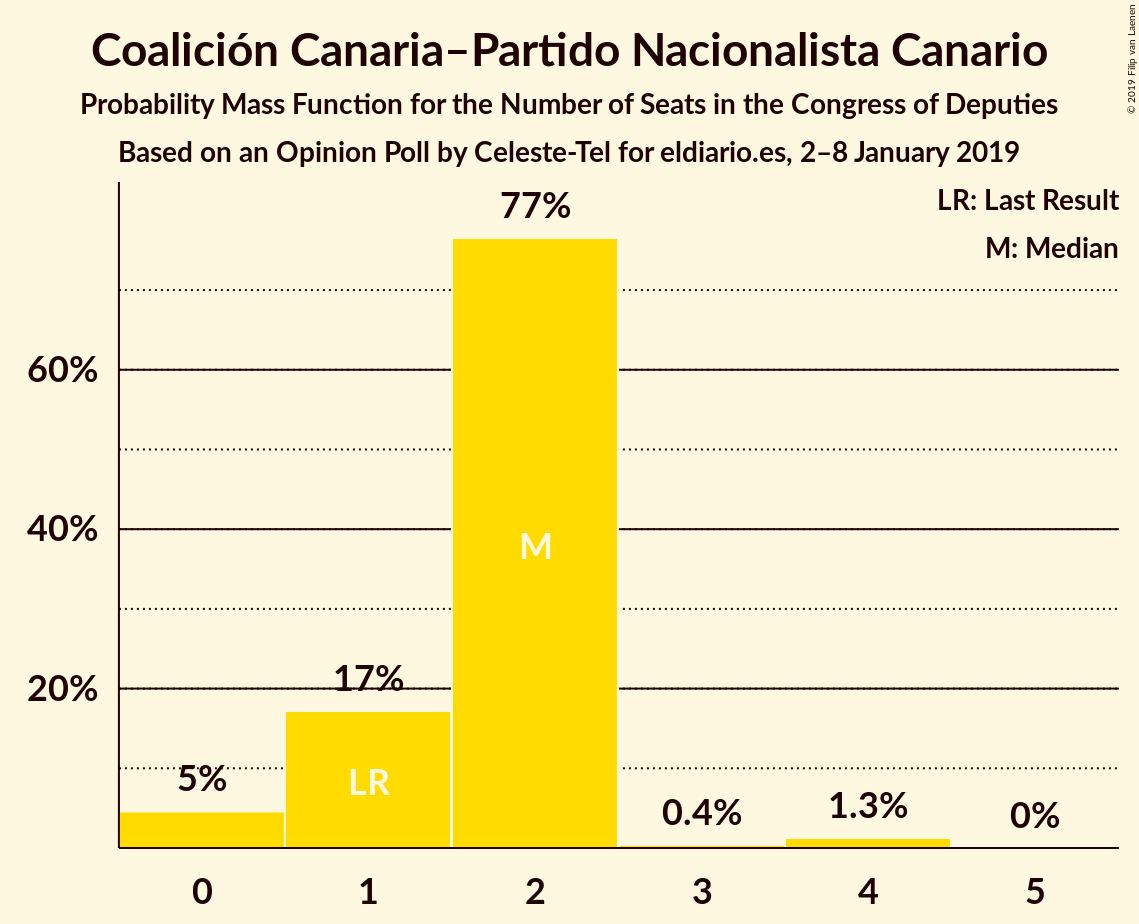 Coalición Canaria–Partido Nacionalista Canario
Probability Mass Function for the Number of Seats in the Congress of Deputies
Based on an Opinion Poll by Celeste-Tel for eldiario.es, 2–8 January 2019
© 2019 Filip van Laenen
LR: Last Result
M: Median
77%
60%
40%
M
20%
17%
5%
LR
0.4%
1.3%
0%
0 1 2 3 4 5